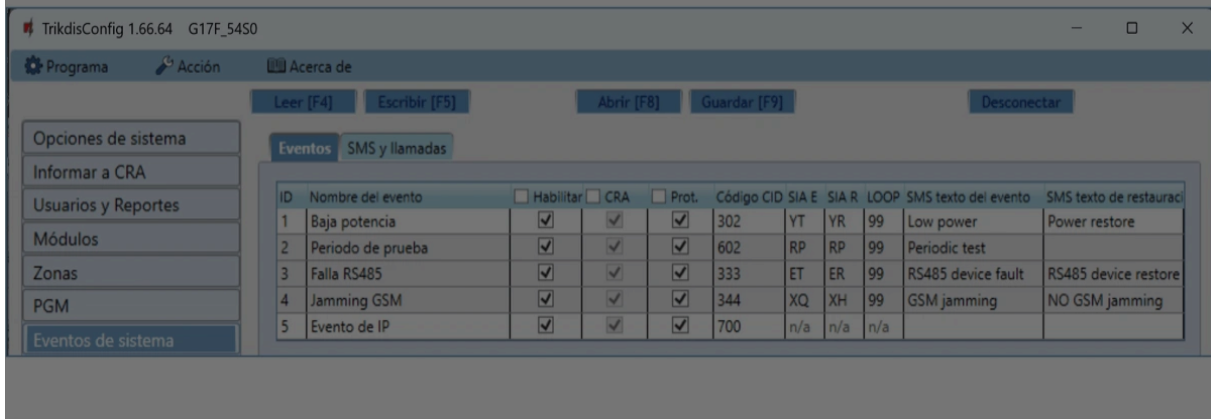 TrikdisConfig 1.66.64 G17F_54S0
Programa Acción Acerca de
Leer [F4] Escribir [F5] Abrir [F8] Guardar [F9] Desconectar
Opciones de sistema
Informar a CRA
Usuarios y Reportes
Módulos
Zonas
PGM
Eventos de sistema
Eventos SMS y llamadas
ID Nombre del evento Habilitar CRA Prot. Código CID SIA E SIA R LOOP SMS texto del evento SMS texto de restauraci
1 Baja potencia 302 YT YR 99 Low power Power restore
2 Periodo de prueba 602 RP RP 99 Periodic test
3 Falla RS485 333 ET ER 99 RS485 device fault RS485 device restore
4 Jamming GSM 344 XQ XH 99 GSM jamming NO GSM jamming
5 Evento de IP 700 n/a n/a n/a